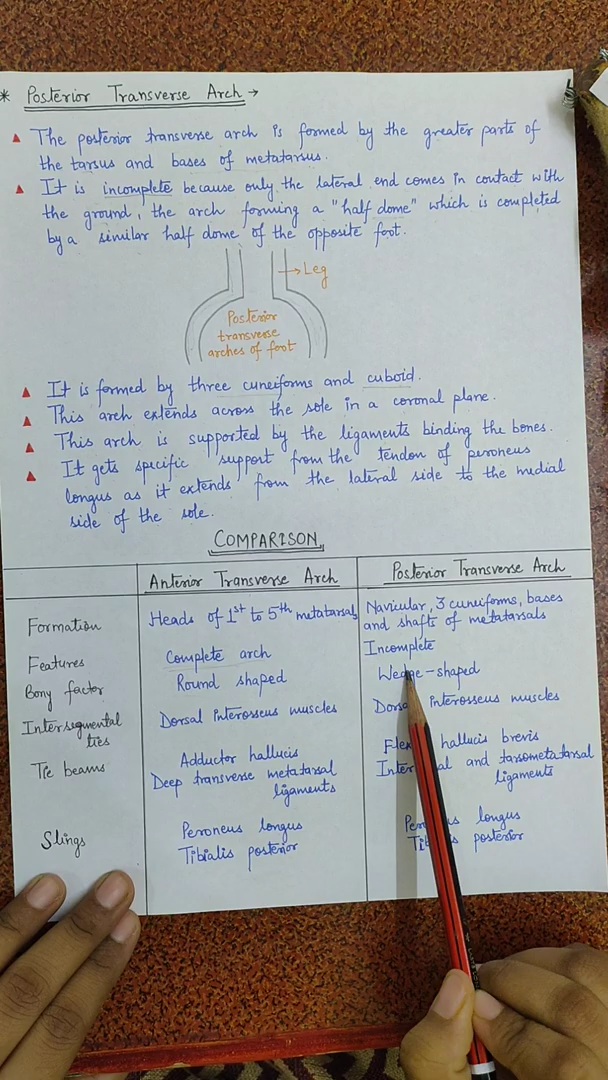 * Posterior Transverse Arch →
▲ The posterior transverse arch is formed by the greater parts of
the tarsus and bases of metatarsus.
▲ It is incomplete because only the lateral end comes in contact with
the ground, the arch forming a "half dome" which is completed
by a similar half dome of the opposite foot.
→ Leg
Posterior
transverse
arches of foot
▲ It is formed by three cuneiforms and cuboid.
▲ This arch extends across the sole in a coronal plane.
▲ This arch is supported by the ligaments binding the bones.
▲ It gets specific support from the tendon of peroneus
longus as it extends from the lateral side to the medial
side of the sole.
COMPARISON
Anterior Transverse Arch Posterior Transverse Arch
Formation Heads of 1st to 5th metatarsals Navicular, 3 cuneiforms, bases
and shafts of metatarsals
Features Complete arch Incomplete
Bony factor Round shaped Wedge-shaped
Intersegmental Dorsal interosseus muscles interosseus muscles
ties
Tie beams Adductor hallucis hallucis brevis
Deep transverse metatarsal and tarsometatarsal
ligaments ligaments
Slings Peroneus longus longus
Tibialis posterior posterior